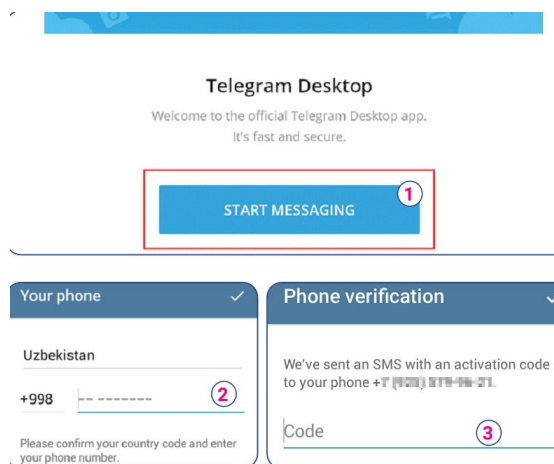 Telegram Desktop
Welcome to the official Telegram Desktop app.
It's fast and secure.
START MESSAGING
1
Your phone
Uzbekistan
+998 -- -------
2
Please confirm your country code and enter
your phone number.
Phone verification
We've sent an SMS with an activation code
to your phone
Code
3